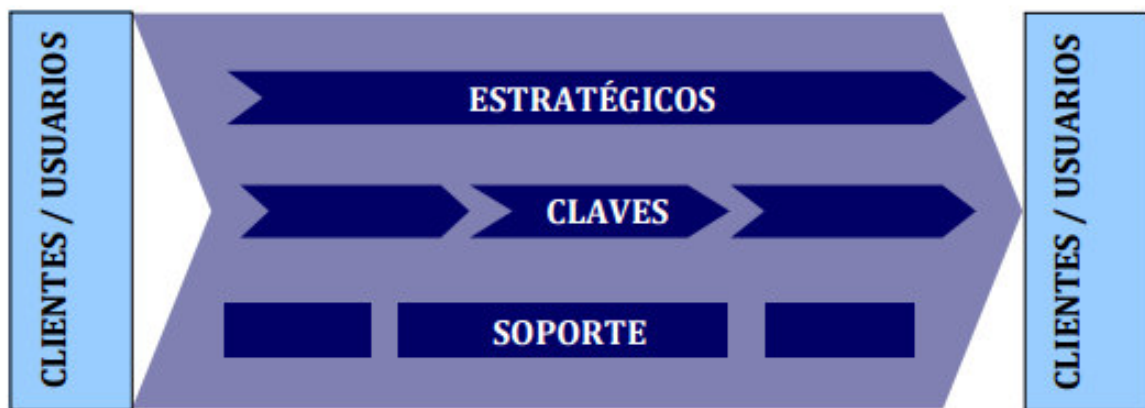 CLIENTES / USUARIOS
ESTRATÉGICOS
CLAVES
SOPORTE
CLIENTES / USUARIOS